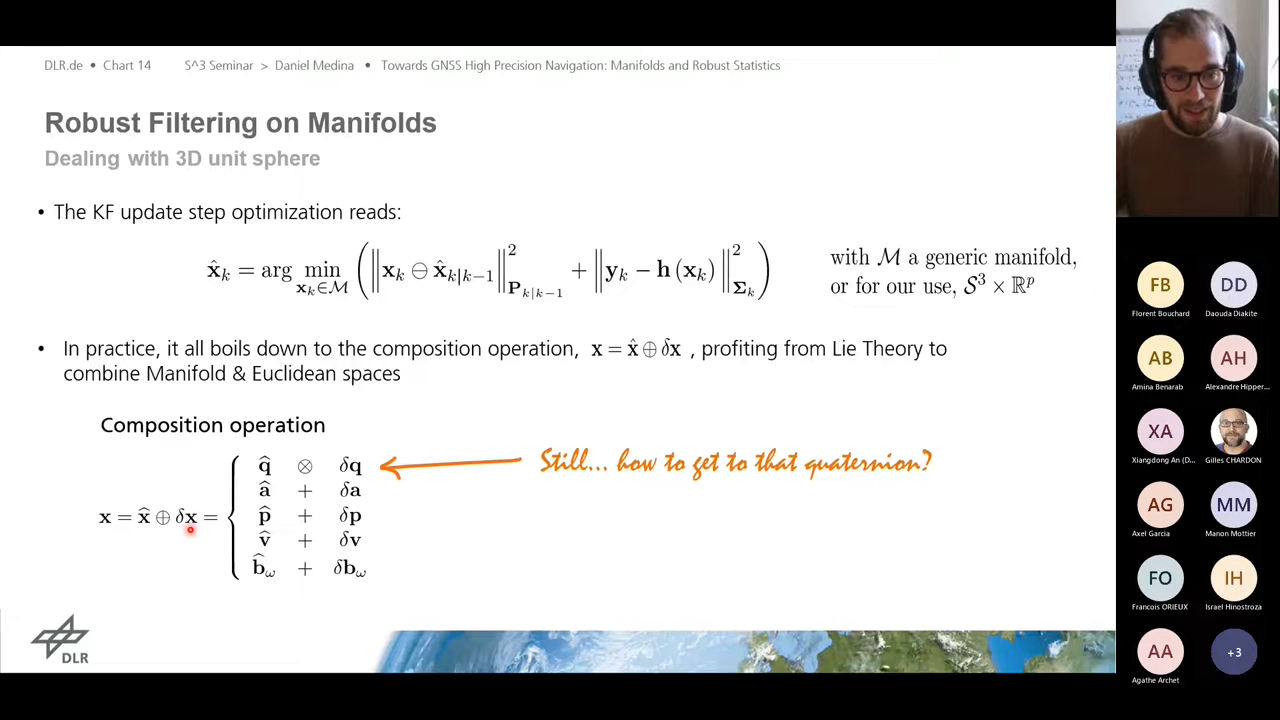 DLR.de • Chart 14 S^3 Seminar > Daniel Medina • Towards GNSS High Precision Navigation: Manifolds and Robust Statistics
Robust Filtering on Manifolds
Dealing with 3D unit sphere
• The KF update step optimization reads:
x̂ₖ = arg min_{xₖ∈ℳ} ( ‖xₖ ⊖ x̂ₖ|ₖ₋₁‖²_{P_{k|k−1}} + ‖yₖ − h (xₖ)‖²_{Σₖ} )
with ℳ a generic manifold,
or for our use, 𝒮³ × ℝᵖ
• In practice, it all boils down to the composition operation, x = x̂ ⊕ δx , profiting from Lie Theory to
combine Manifold & Euclidean spaces
Composition operation
x = x̂ ⊕ δx = {
q̂ ⊗ δq
â + δa
p̂ + δp
v̂ + δv
b̂_ω + δb_ω
Still... how to get to that quaternion?
DLR
FB DD
Florent Bouchard Daouda Diakite
AB AH
Amina Benarab Alexandre Hipper...
XA
Xiangdong An (D... Gilles CHARDON
AG MM
Axel Garcia Manon Mottier
FO IH
Francois ORIEUX Israel Hinostroza
AA +3
Agathe Archet